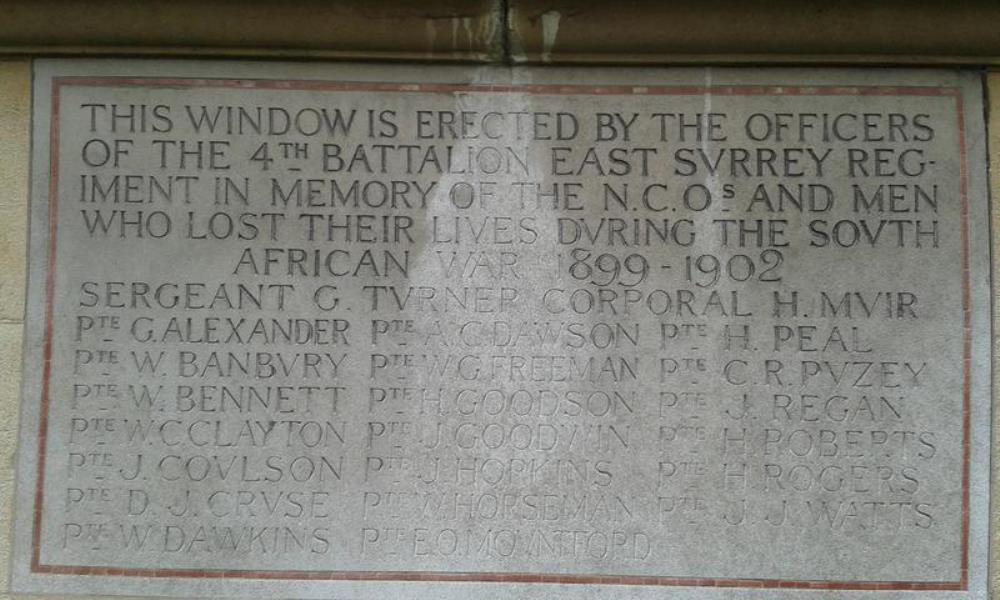 THIS WINDOW IS ERECTED BY THE OFFICERS
OF THE 4TH BATTALION EAST SVRREY REG-
IMENT IN MEMORY OF THE N.C.Os AND MEN
WHO LOST THEIR LIVES DVRING THE SOVTH
AFRICAN WAR 1899-1902
SERGEANT G. TVRNER CORPORAL H. MVIR
PTE G. ALEXANDER PTE A.C. DAWSON PTE H. PEAL
PTE W. BANBVRY PTE W.G. FREEMAN PTE C.R. PVZEY
PTE W. BENNETT PTE H. GOODSON PTE J. REGAN
PTE W.C. CLAYTON PTE J. GOODWIN PTE H. ROBERTS
PTE J. COVLSON PTE J. HOPKINS PTE H. ROGERS
PTE D. J. CRVSE PTE W. HORSEMAN PTE J. J. WATTS
PTE W. DAWKINS PTE E.O. MOVNTFORD